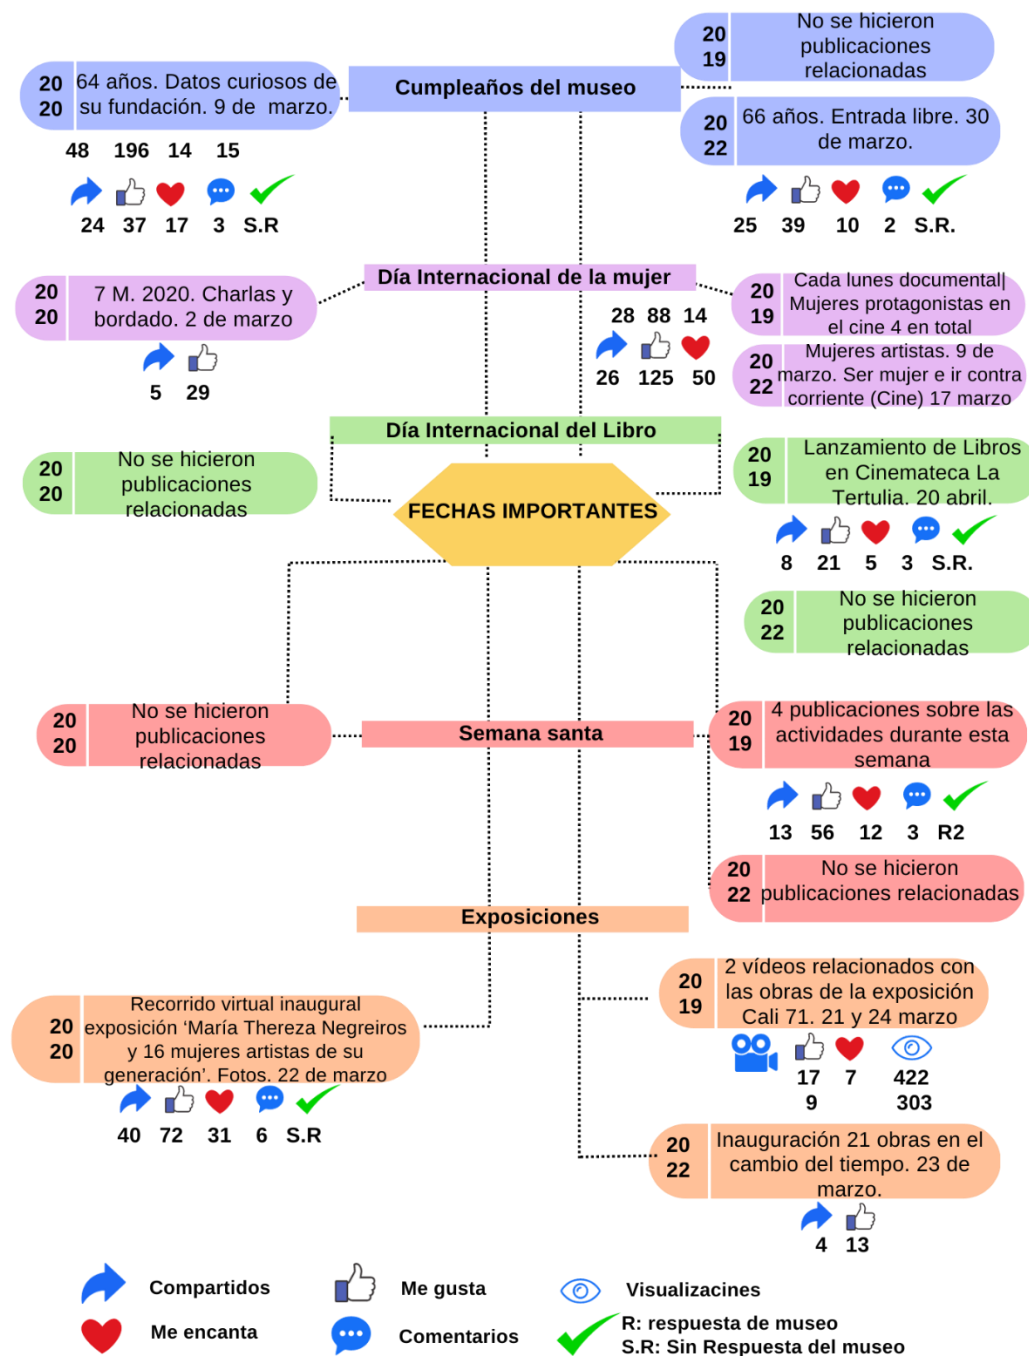 Cumpleaños del museo
20
20
64 años. Datos curiosos de
su fundación. 9 de marzo.
48 196 14 15
24 37 17 3 S.R
20
19
No se hicieron
publicaciones
relacionadas
20
22
66 años. Entrada libre. 30
de marzo.
25 39 10 2 S.R.
Día Internacional de la mujer
20
20
7 M. 2020. Charlas y
bordado. 2 de marzo
5 29
28 88 14
26 125 50
20
19
Cada lunes documental|
Mujeres protagonistas en
el cine 4 en total
20
22
Mujeres artistas. 9 de
marzo. Ser mujer e ir contra
corriente (Cine) 17 marzo
Día Internacional del Libro
20
20
No se hicieron
publicaciones
relacionadas
20
19
Lanzamiento de Libros
en Cinemateca La
Tertulia. 20 abril.
8 21 5 3 S.R.
FECHAS IMPORTANTES
20
22
No se hicieron
publicaciones
relacionadas
Semana santa
20
20
No se hicieron
publicaciones
relacionadas
20
19
4 publicaciones sobre las
actividades durante esta
semana
13 56 12 3 R2
20
22
No se hicieron
publicaciones relacionadas
Exposiciones
20
20
Recorrido virtual inaugural
exposición ‘María Thereza Negreiros
y 16 mujeres artistas de su
generación’. Fotos. 22 de marzo
40 72 31 6 S.R
20
19
2 vídeos relacionados con
las obras de la exposición
Cali 71. 21 y 24 marzo
17 7 422
9 303
20
22
Inauguración 21 obras en el
cambio del tiempo. 23 de
marzo.
4 13
Compartidos
Me gusta
Visualizacines
Me encanta
Comentarios
R: respuesta de museo
S.R: Sin Respuesta del museo